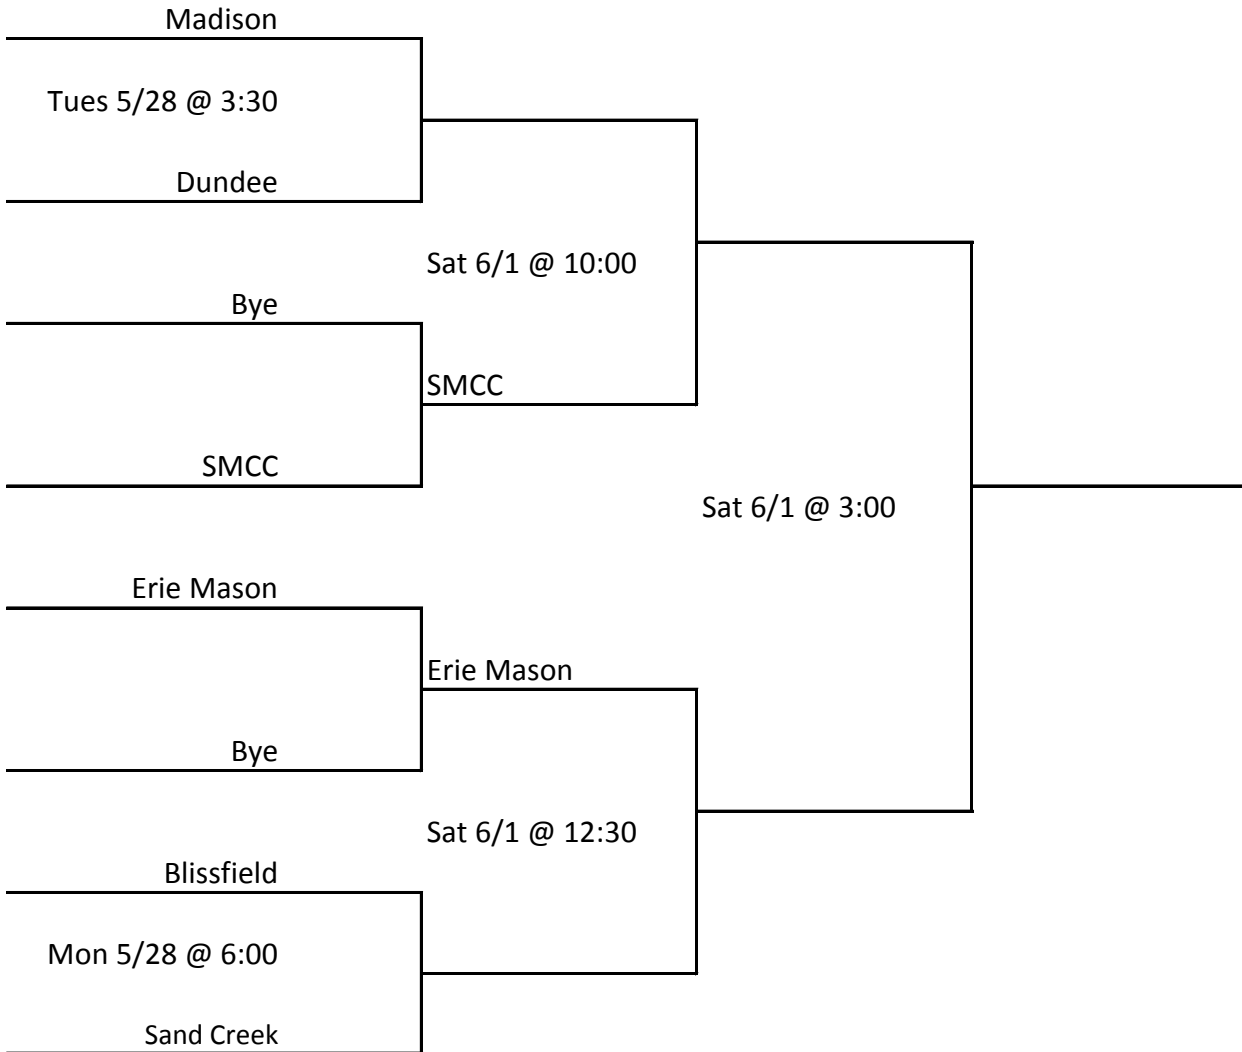 Madison
Tues 5/28 @ 3:30
Dundee
Sat 6/1 @ 10:00
Bye
SMCC
SMCC
Sat 6/1 @ 3:00
Erie Mason
Erie Mason
Bye
Sat 6/1 @ 12:30
Blissfield
Mon 5/28 @ 6:00
Sand Creek